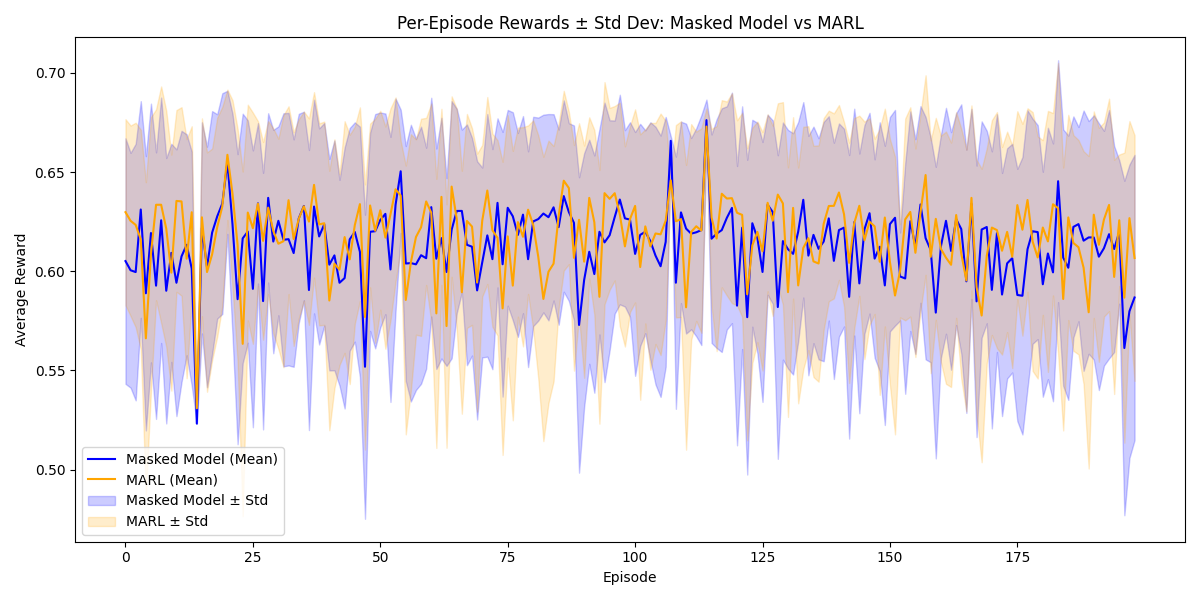 Per-Episode Rewards ± Std Dev: Masked Model vs MARL
Average Reward
0.70
0.65
0.60
0.55
0.50
Masked Model (Mean)
MARL (Mean)
Masked Model ± Std
MARL ± Std
0 25 50 75 100 125 150 175
Episode